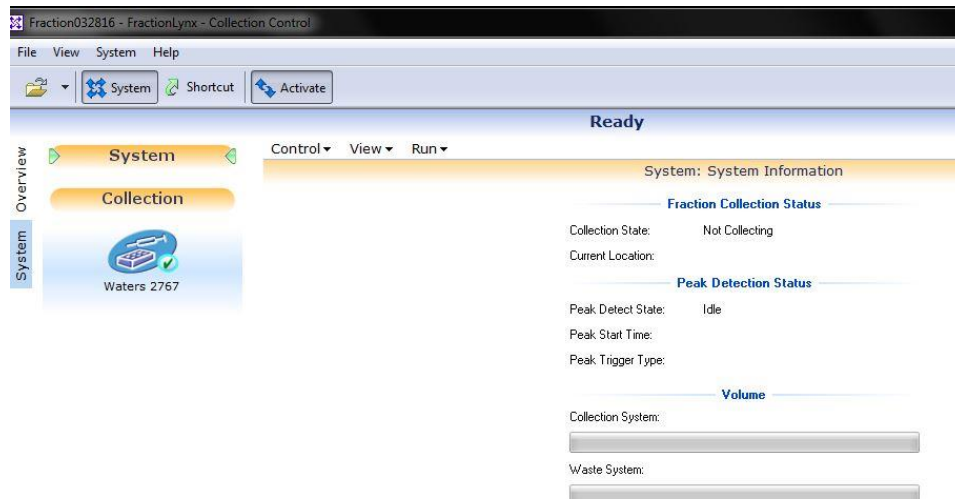 Fraction032816 - FractionLynx - Collection Control
File View System Help
System Shortcut Activate
Ready
Overview
System
System
Collection
Waters 2767
Control View Run
System: System Information
Fraction Collection Status
Collection State: Not Collecting
Current Location:
Peak Detection Status
Peak Detect State: Idle
Peak Start Time:
Peak Trigger Type:
Volume
Collection System:
Waste System: